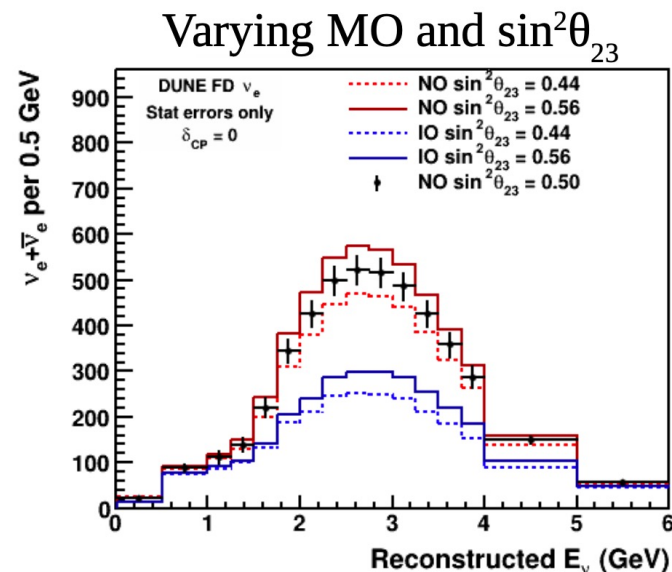 Varying MO and sin²θ₂₃
DUNE FD νₑ
Stat errors only
δ_CP = 0
NO sin²θ₂₃ = 0.44
NO sin²θ₂₃ = 0.56
IO sin²θ₂₃ = 0.44
IO sin²θ₂₃ = 0.56
NO sin²θ₂₃ = 0.50
νₑ+ν̅ₑ per 0.5 GeV
900
800
700
600
500
400
300
200
100
0
0 1 2 3 4 5 6
Reconstructed Eᵥ (GeV)